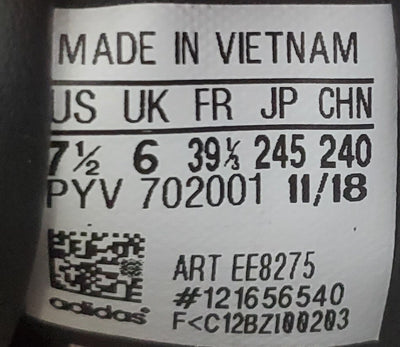 MADE IN VIETNAM
US UK FR JP CHN
7½ 6 39⅓ 245 240
PYV 702001 11/18
ART EE8275
#121656540
adidas F<C12BZ100203